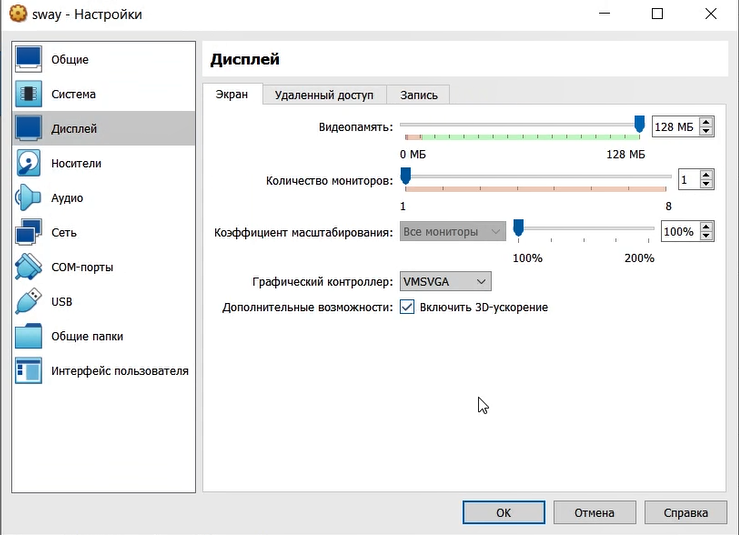 sway - Настройки
Общие
Система
Дисплей
Носители
Аудио
Сеть
COM-порты
USB
Общие папки
Интерфейс пользователя
Дисплей
Экран
Удаленный доступ
Запись
Видеопамять:
128 МБ
0 МБ
128 МБ
Количество мониторов:
1
1
8
Коэффициент масштабирования:
Все мониторы
100%
100%
200%
Графический контроллер:
VMSVGA
Дополнительные возможности:
Включить 3D-ускорение
OK
Отмена
Справка